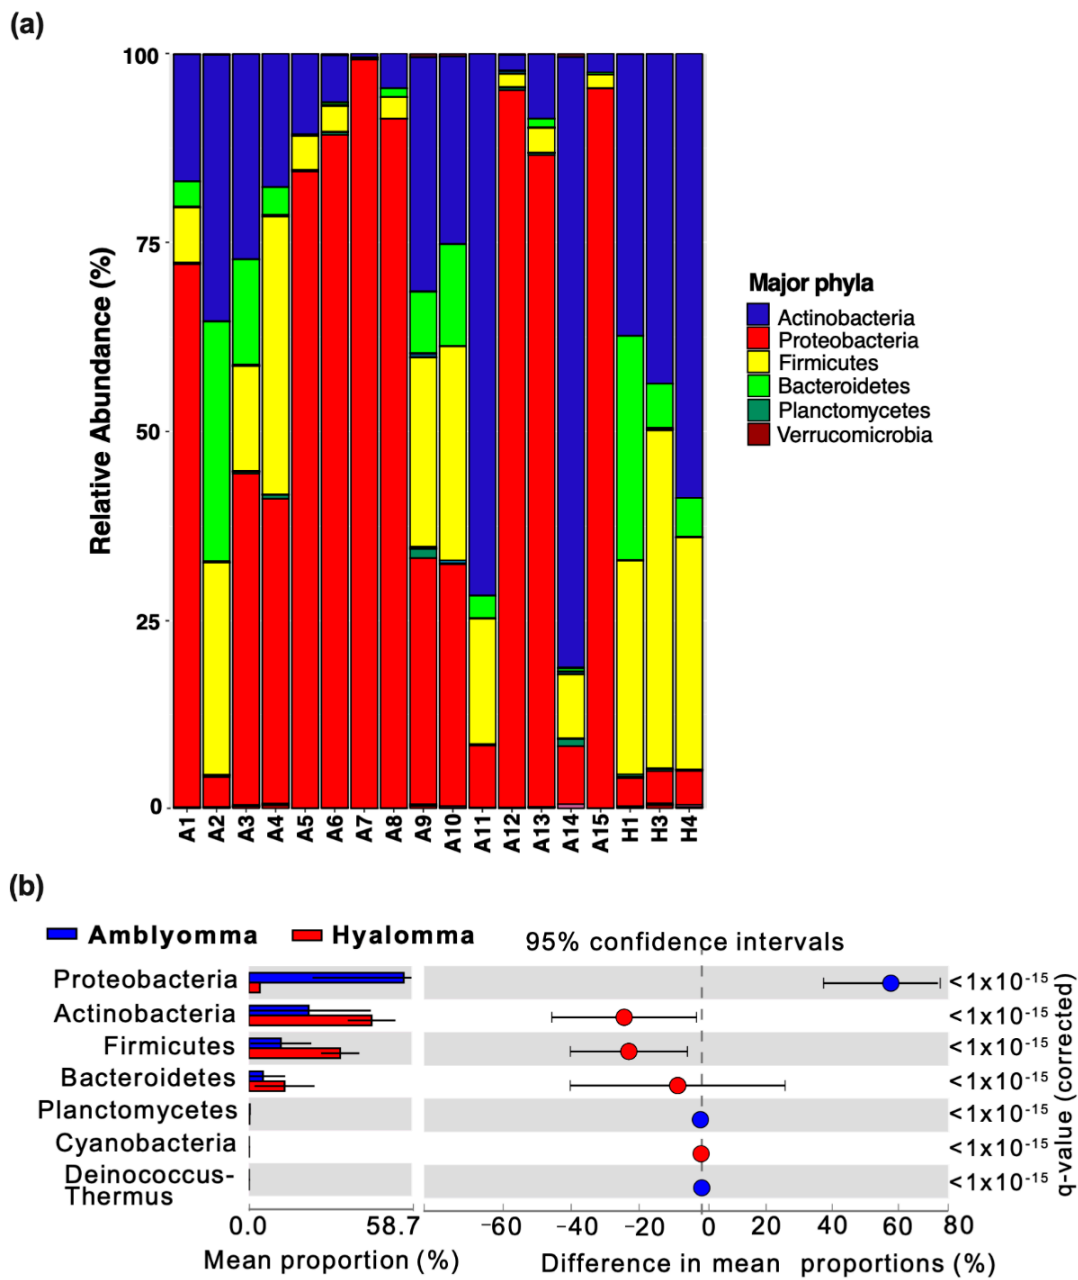 (a)
100
75
50
25
0
Relative Abundance (%)
A1 A2 A3 A4 A5 A6 A7 A8 A9 A10 A11 A12 A13 A14 A15 H1 H3 H4
Major phyla
Actinobacteria
Proteobacteria
Firmicutes
Bacteroidetes
Planctomycetes
Verrucomicrobia
(b)
Amblyomma Hyalomma
95% confidence intervals
Proteobacteria <1x10⁻¹⁵
Actinobacteria <1x10⁻¹⁵
Firmicutes <1x10⁻¹⁵
Bacteroidetes <1x10⁻¹⁵
Planctomycetes <1x10⁻¹⁵
Cyanobacteria <1x10⁻¹⁵
Deinococcus-
Thermus <1x10⁻¹⁵
q-value (corrected)
0.0 58.7 −60 −40 −20 0 20 40 60 80
Mean proportion (%) Difference in mean proportions (%)